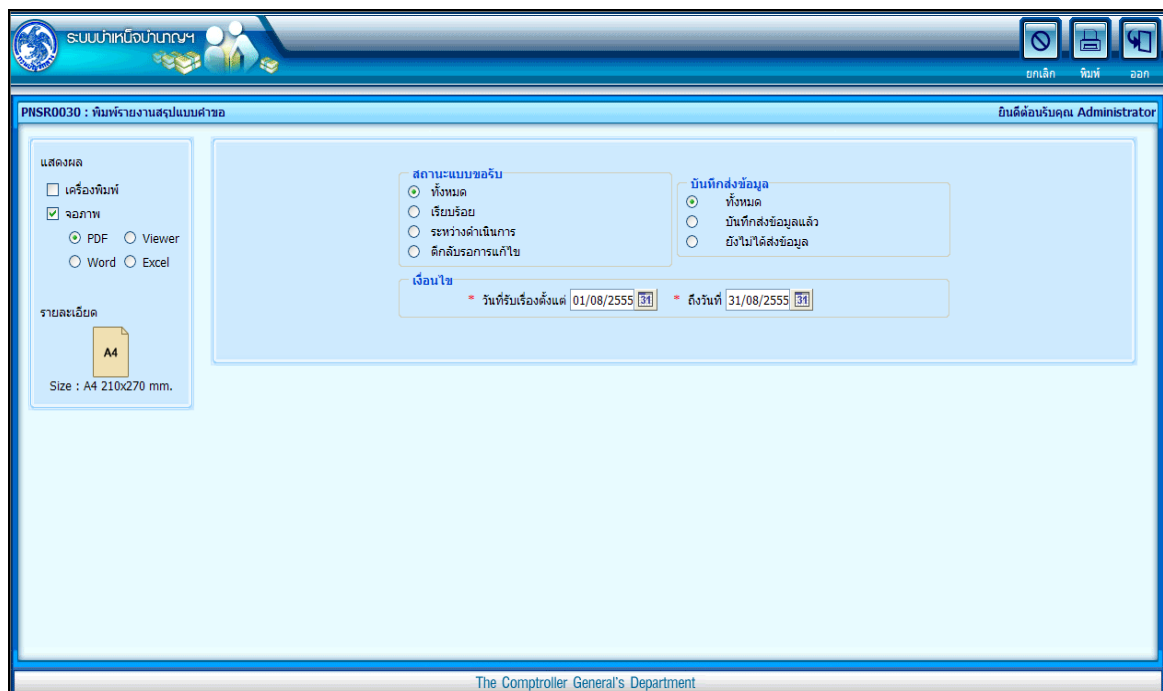 ระบบบำเหน็จบำนาญฯ
ยกเลิก พิมพ์ ออก
PNSR0030 : พิมพ์รายงานสรุปแบบคำขอ ยินดีต้อนรับคุณ Administrator
แสดงผล
เครื่องพิมพ์
จอภาพ
PDF Viewer
Word Excel
รายละเอียด
A4
Size : A4 210x270 mm.
สถานะแบบขอรับ
ทั้งหมด
เรียบร้อย
ระหว่างดำเนินการ
ตีกลับรอการแก้ไข
บันทึกส่งข้อมูล
ทั้งหมด
บันทึกส่งข้อมูลแล้ว
ยังไม่ได้ส่งข้อมูล
เงื่อนไข
* วันที่รับเรื่องตั้งแต่ 01/08/2555 31 * ถึงวันที่ 31/08/2555 31
The Comptroller General's Department